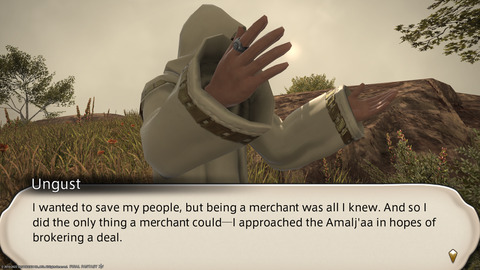 Ungust
I wanted to save my people, but being a merchant was all I knew. And so I
did the only thing a merchant could—I approached the Amalj'aa in hopes of
brokering a deal.